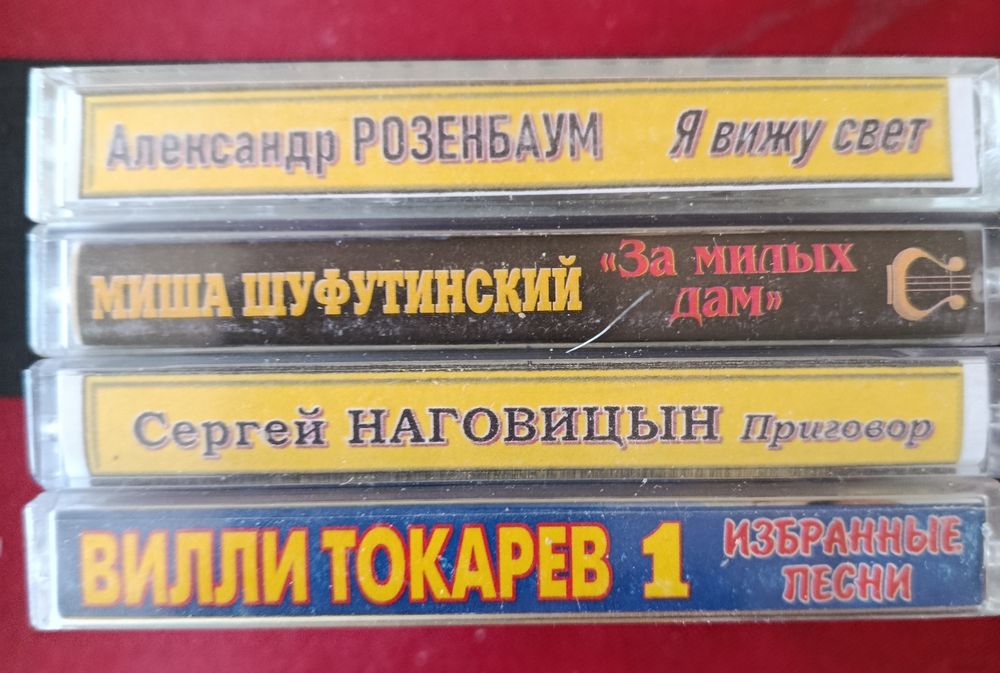 Александр РОЗЕНБАУМ Я вижу свет
МИША ШУФУТИНСКИЙ «За милых
дам»
Сергей НАГОВИЦЫН Приговор
ВИЛЛИ ТОКАРЕВ 1 ИЗБРАННЫЕ
ПЕСНИ